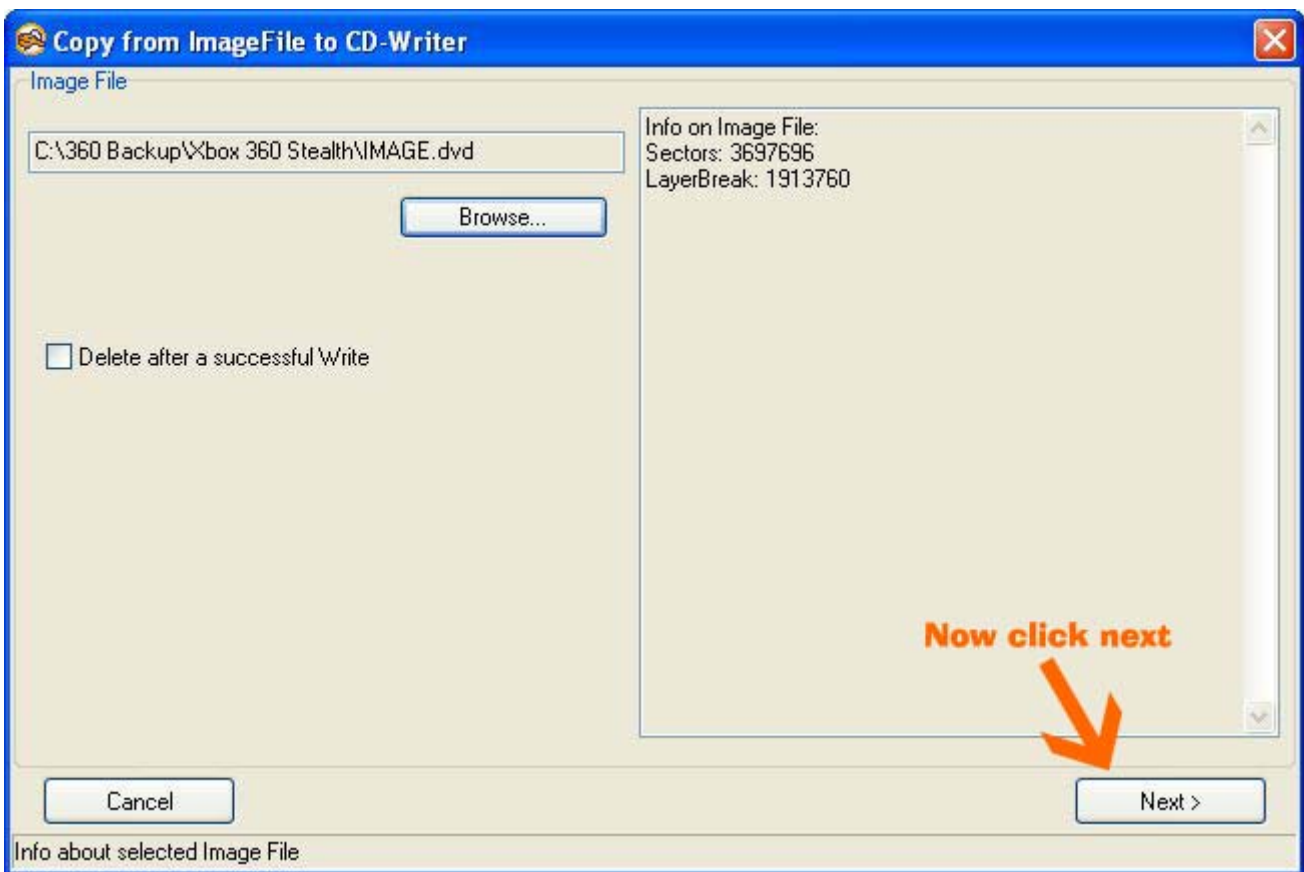 Copy from ImageFile to CD-Writer
Image File
C:\360 Backup\Xbox 360 Stealth\IMAGE.dvd
Browse...
Delete after a successful Write
Info on Image File:
Sectors: 3697696
LayerBreak: 1913760
Now click next
Cancel
Next >
Info about selected Image File